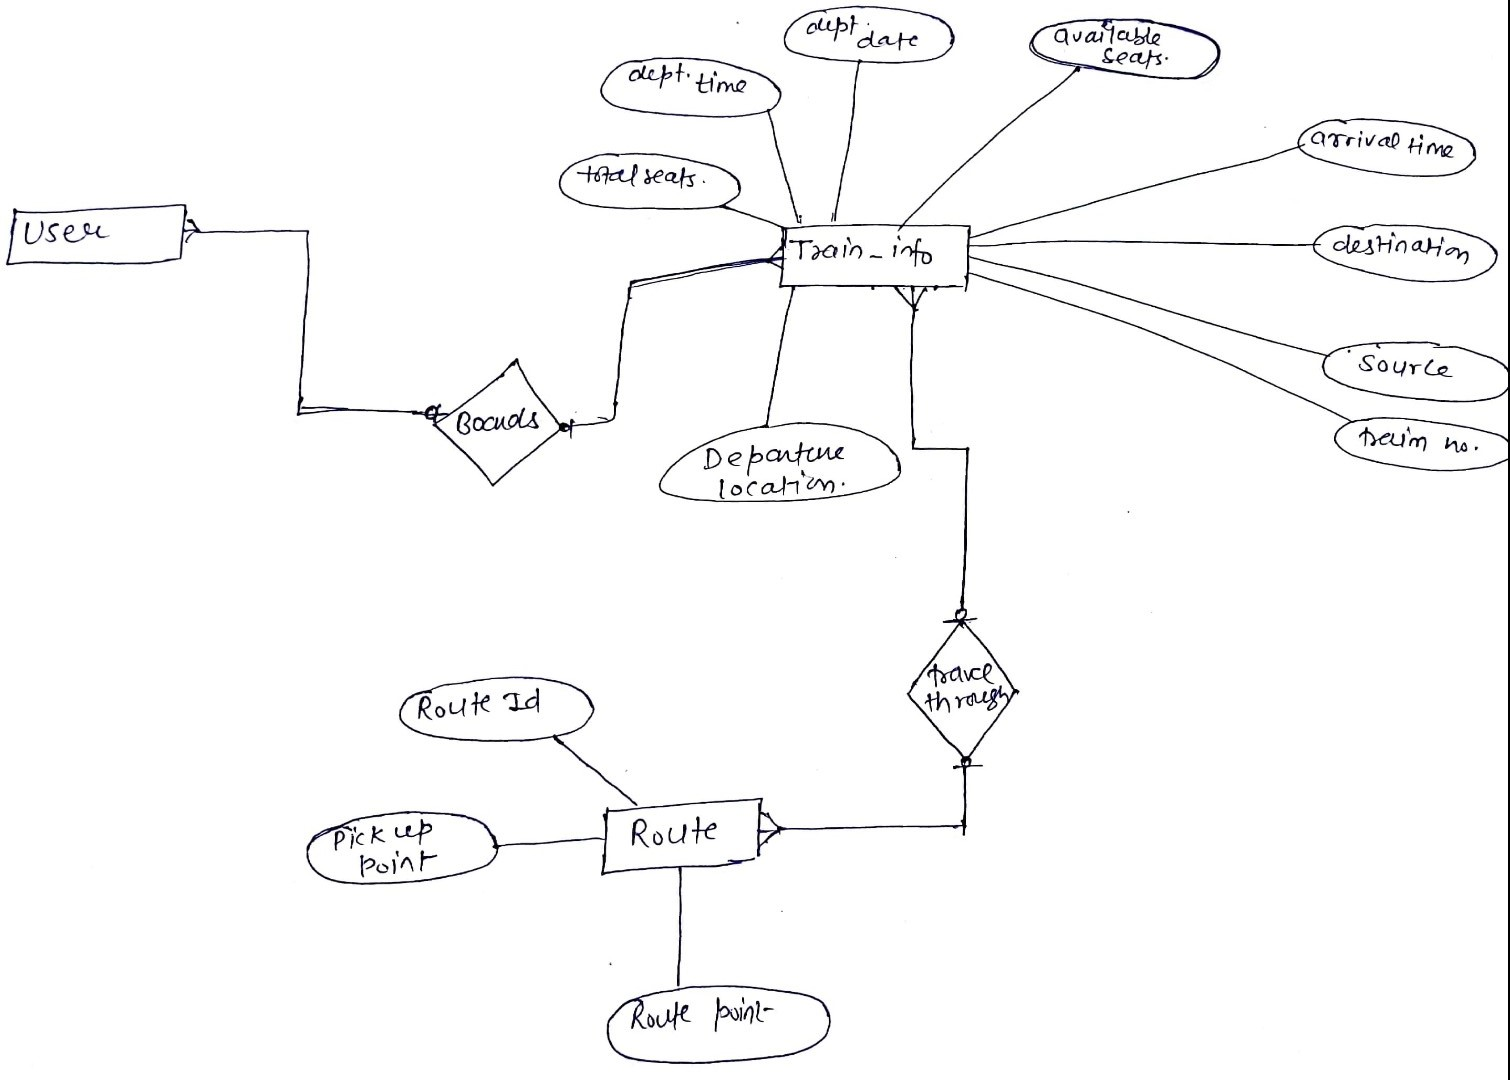 dept. date
available
seats.
dept. time
arrival time
total seats.
User
Train_info
destination
source
Boards
train no.
Departure
location.
travel
through
Route Id
Pick up
point
Route
Route point